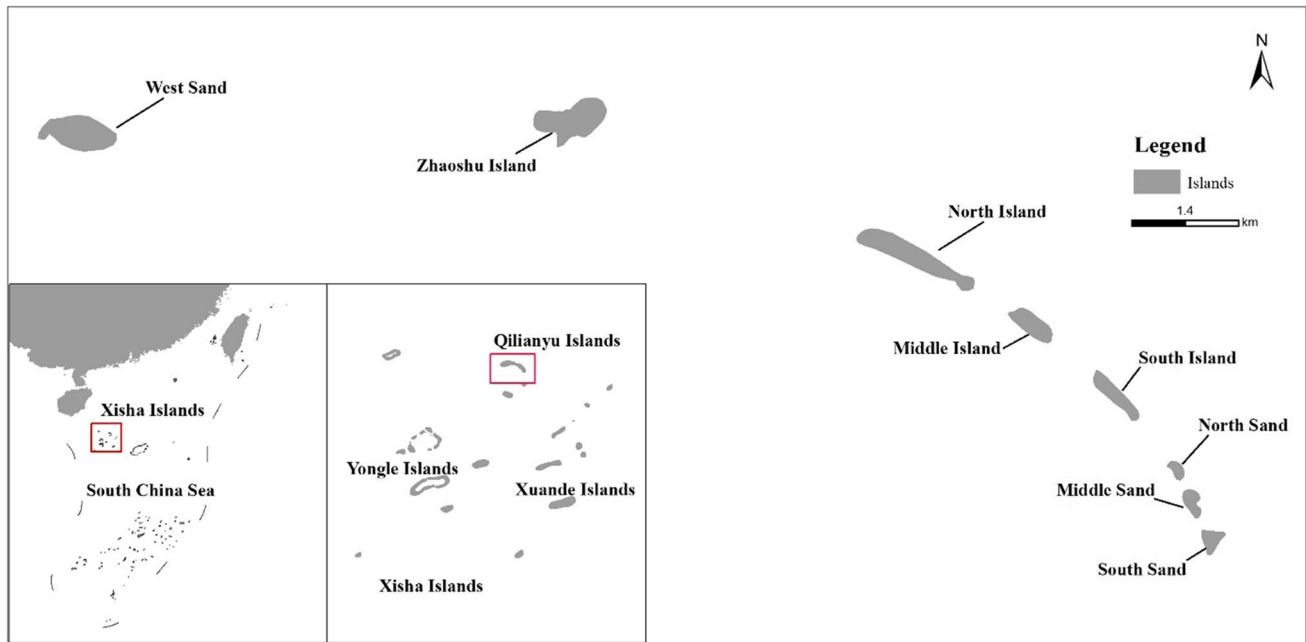 West Sand
Zhaoshu Island
N
Legend
Islands
1.4
km
North Island
Middle Island
South Island
North Sand
Middle Sand
South Sand
Xisha Islands
South China Sea
Qilianyu Islands
Yongle Islands
Xuande Islands
Xisha Islands